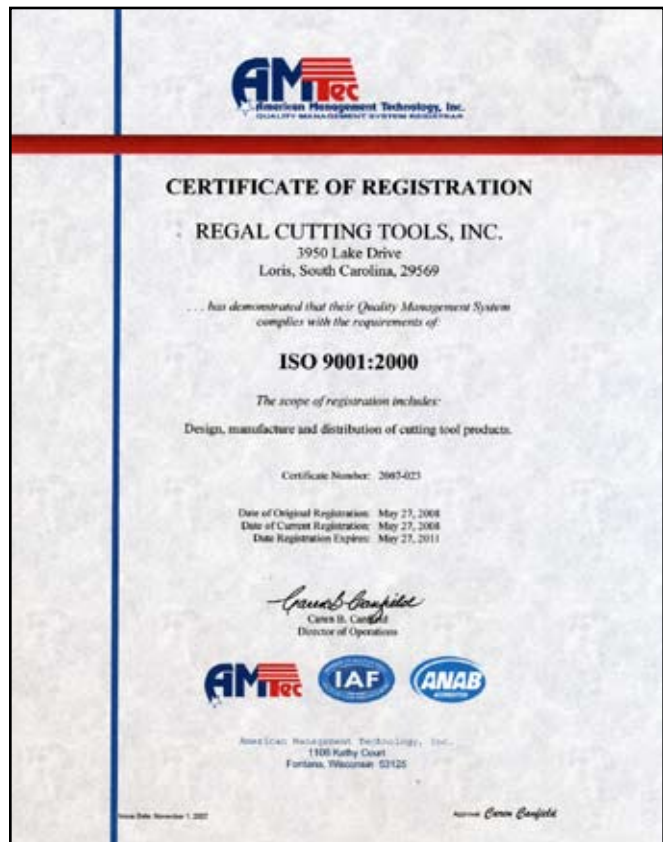 AMTec
American Management Technology, Inc.
QUALITY MANAGEMENT SYSTEM REGISTRAR
CERTIFICATE OF REGISTRATION
REGAL CUTTING TOOLS, INC.
3950 Lake Drive
Loris, South Carolina, 29569
. . . has demonstrated that their Quality Management System
complies with the requirements of:
ISO 9001:2000
The scope of registration includes:
Design, manufacture and distribution of cutting tool products.
Certificate Number: 2007-023
Date of Original Registration: May 27, 2008
Date of Current Registration: May 27, 2008
Date Registration Expires: May 27, 2011
Caren B. Canfield
Caren B. Canfield
Director of Operations
AMTec IAF ANAB
American Management Technology, Inc.
1106 Kathy Court
Fontana, Wisconsin 53125
Issue Date: November 1, 2007
Approval: Caren Canfield